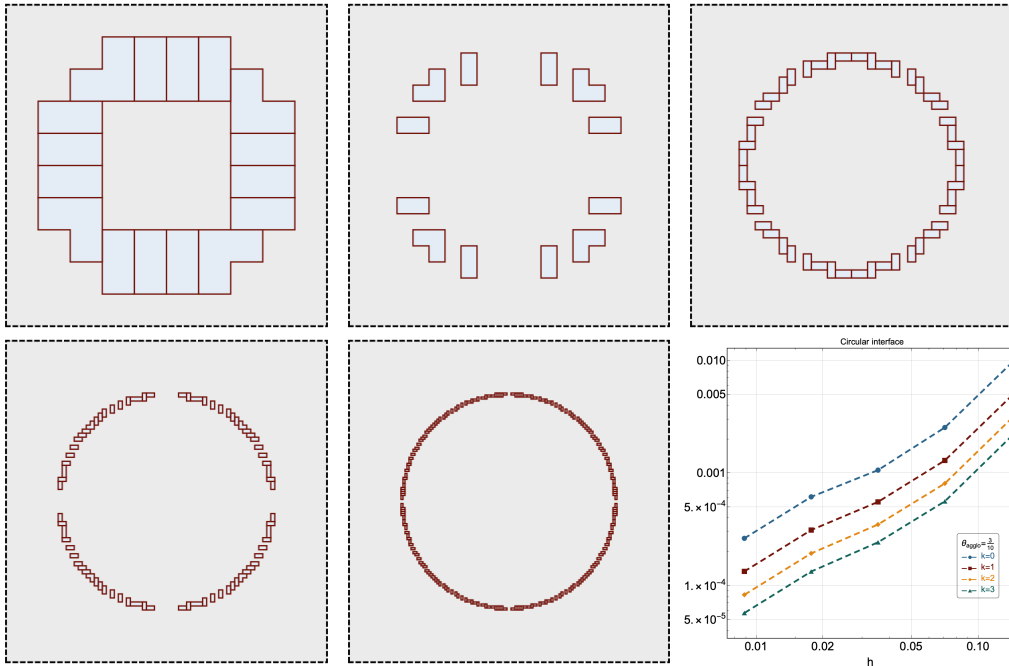 Circular interface
0.010
0.005
0.001
5.×10⁻⁴
1.×10⁻⁴
5.×10⁻⁵
θagglo=3/10
k=0
k=1
k=2
k=3
0.01 0.02 0.05 0.10
h